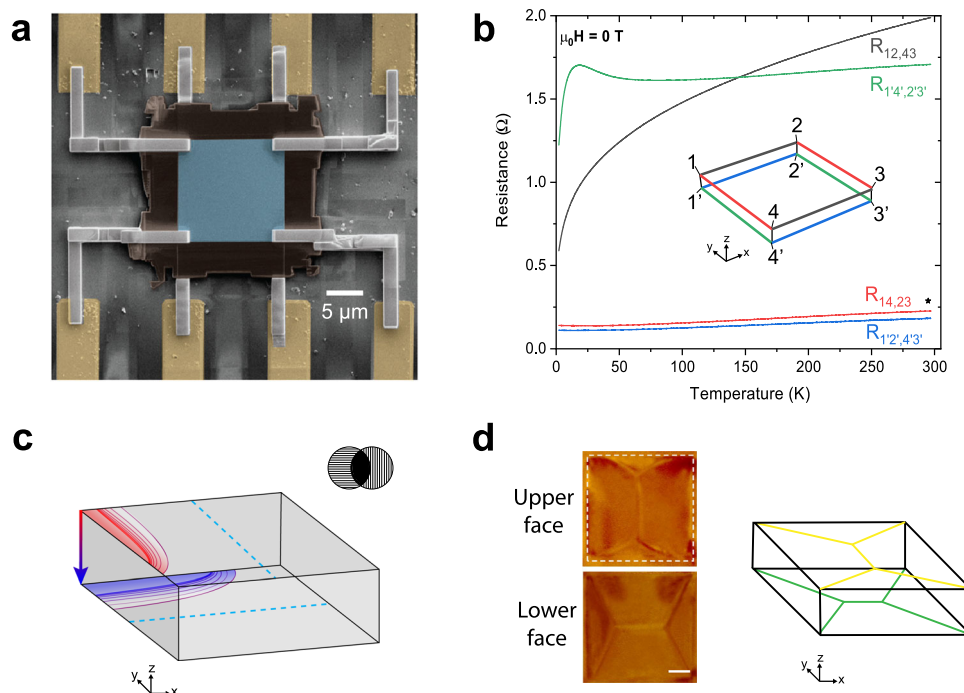 a
5 μm
b
μ₀H = 0 T
R₁₂,₄₃
R₁'₄',₂'₃'
R₁₄,₂₃
*
R₁'₂',₄'₃'
1
2
3
4
1'
2'
3'
4'
y z x
Resistance (Ω)
2.0
1.5
1.0
0.5
0.0
0 50 100 150 200 250 300
Temperature (K)
c
y z x
d
Upper
face
Lower
face
y z x